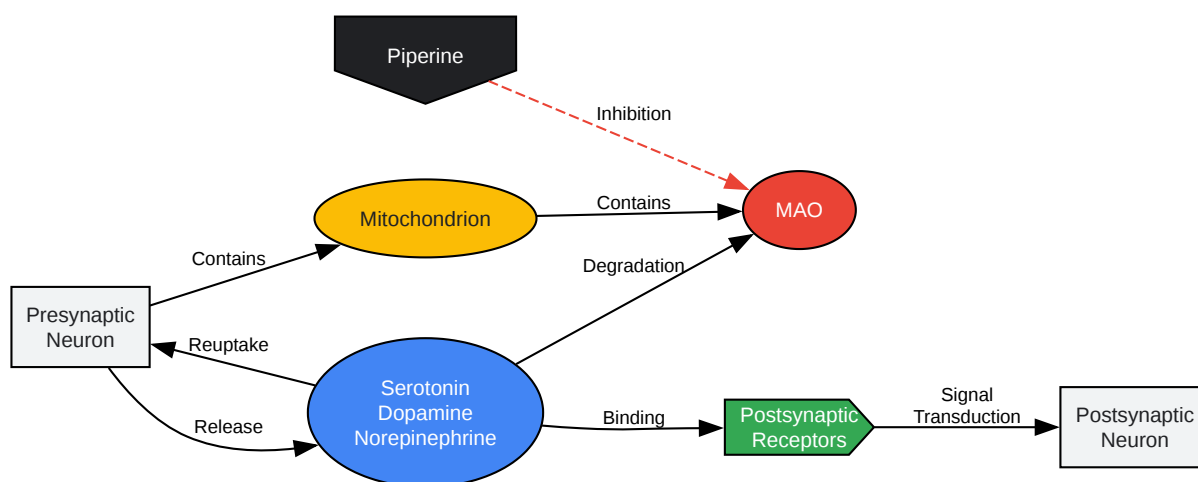 Piperine
Inhibition
Mitochondrion
Contains
MAO
Contains
Degradation
Presynaptic
Neuron
Reuptake
Release
Serotonin
Dopamine
Norepinephrine
Binding
Postsynaptic
Receptors
Signal
Transduction
Postsynaptic
Neuron